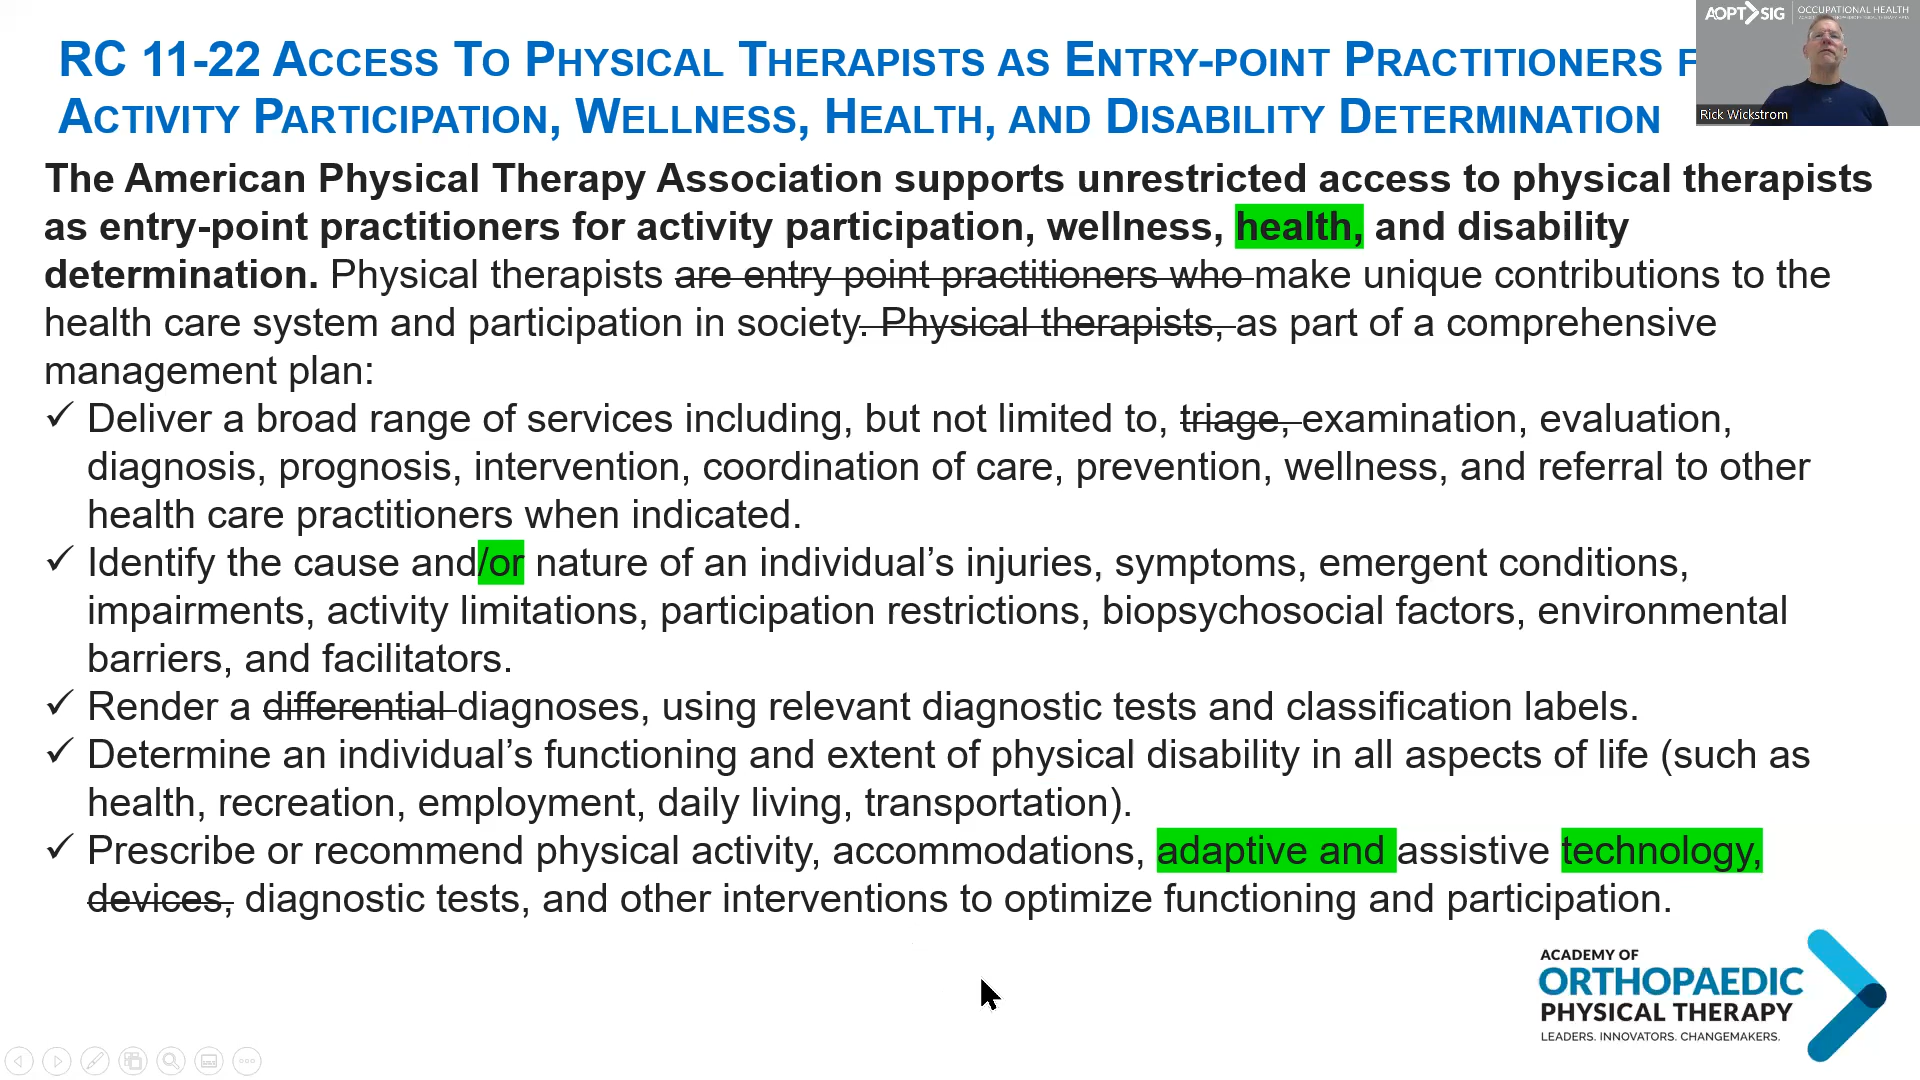 AOPT SIG OCCUPATIONAL HEALTH
RC 11-22 ACCESS TO PHYSICAL THERAPISTS AS ENTRY-POINT PRACTITIONERS F
ACTIVITY PARTICIPATION, WELLNESS, HEALTH, AND DISABILITY DETERMINATION
Rick Wickstrom
The American Physical Therapy Association supports unrestricted access to physical therapists
as entry-point practitioners for activity participation, wellness, health, and disability
determination. Physical therapists are entry point practitioners who make unique contributions to the
health care system and participation in society. Physical therapists, as part of a comprehensive
management plan:
✓ Deliver a broad range of services including, but not limited to, triage, examination, evaluation,
diagnosis, prognosis, intervention, coordination of care, prevention, wellness, and referral to other
health care practitioners when indicated.
✓ Identify the cause and/or nature of an individual’s injuries, symptoms, emergent conditions,
impairments, activity limitations, participation restrictions, biopsychosocial factors, environmental
barriers, and facilitators.
✓ Render a differential diagnoses, using relevant diagnostic tests and classification labels.
✓ Determine an individual’s functioning and extent of physical disability in all aspects of life (such as
health, recreation, employment, daily living, transportation).
✓ Prescribe or recommend physical activity, accommodations, adaptive and assistive technology,
devices, diagnostic tests, and other interventions to optimize functioning and participation.
ACADEMY OF
ORTHOPAEDIC
PHYSICAL THERAPY
LEADERS. INNOVATORS. CHANGEMAKERS.